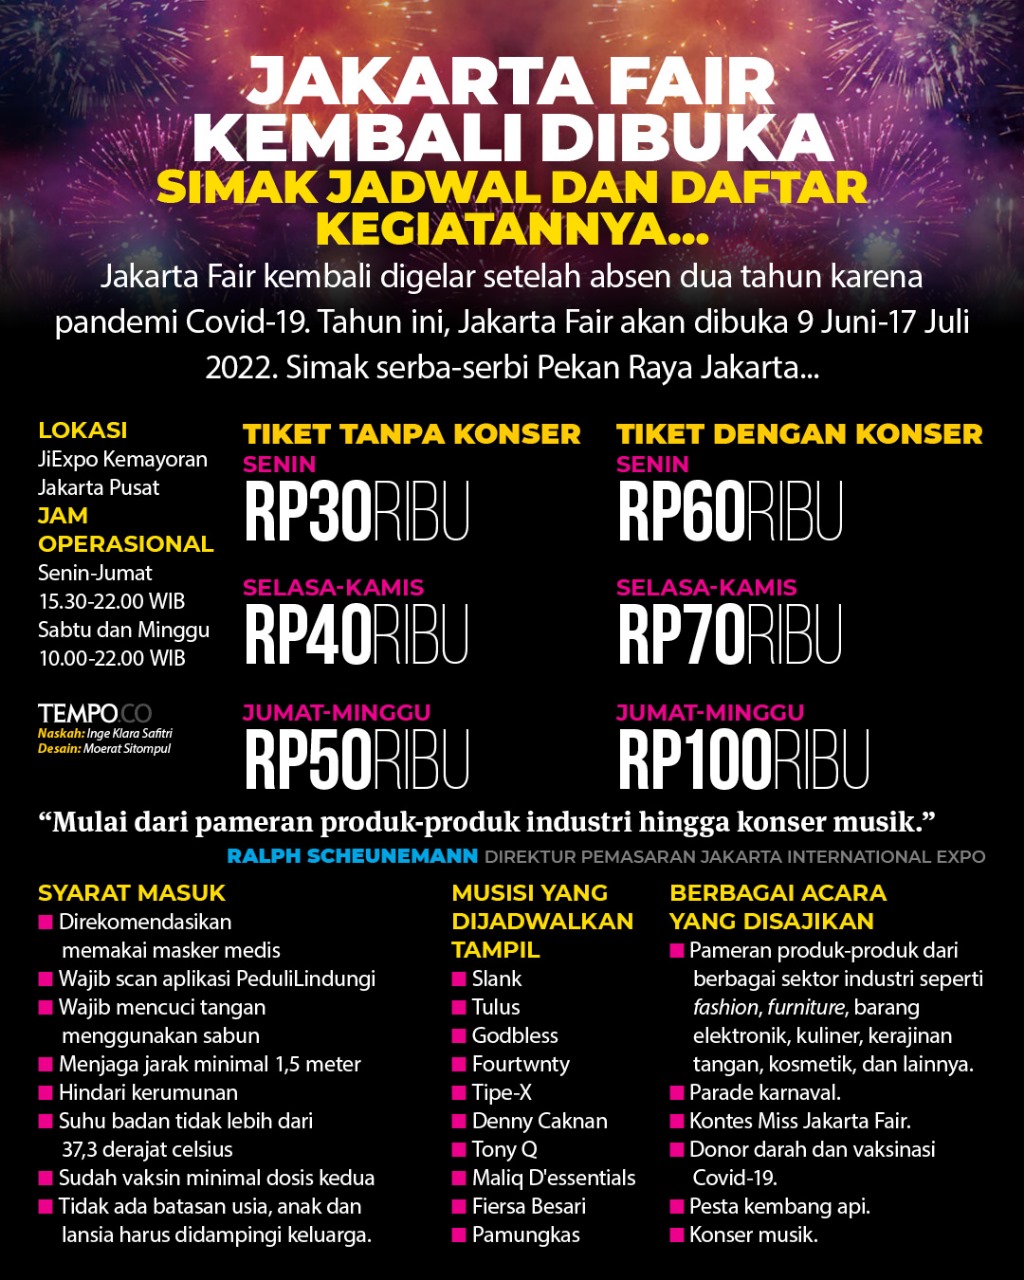 JAKARTA FAIR
KEMBALI DIBUKA
SIMAK JADWAL DAN DAFTAR
KEGIATANNYA...
Jakarta Fair kembali digelar setelah absen dua tahun karena
pandemi Covid-19. Tahun ini, Jakarta Fair akan dibuka 9 Juni-17 Juli
2022. Simak serba-serbi Pekan Raya Jakarta...
LOKASI
JiExpo Kemayoran
Jakarta Pusat
JAM
OPERASIONAL
Senin-Jumat
15.30-22.00 WIB
Sabtu dan Minggu
10.00-22.00 WIB
TEMPO.CO
Naskah: Inge Klara Safitri
Desain: Moerat Sitompul
TIKET TANPA KONSER
SENIN
RP30RIBU
SELASA-KAMIS
RP40RIBU
JUMAT-MINGGU
RP50RIBU
TIKET DENGAN KONSER
SENIN
RP60RIBU
SELASA-KAMIS
RP70RIBU
JUMAT-MINGGU
RP100RIBU
“Mulai dari pameran produk-produk industri hingga konser musik.”
RALPH SCHEUNEMANN DIREKTUR PEMASARAN JAKARTA INTERNATIONAL EXPO
SYARAT MASUK
Direkomendasikan
memakai masker medis
Wajib scan aplikasi PeduliLindungi
Wajib mencuci tangan
menggunakan sabun
Menjaga jarak minimal 1,5 meter
Hindari kerumunan
Suhu badan tidak lebih dari
37,3 derajat celsius
Sudah vaksin minimal dosis kedua
Tidak ada batasan usia, anak dan
lansia harus didampingi keluarga.
MUSISI YANG
DIJADWALKAN
TAMPIL
Slank
Tulus
Godbless
Fourtwnty
Tipe-X
Denny Caknan
Tony Q
Maliq D'essentials
Fiersa Besari
Pamungkas
BERBAGAI ACARA
YANG DISAJIKAN
Pameran produk-produk dari
berbagai sektor industri seperti
fashion, furniture, barang
elektronik, kuliner, kerajinan
tangan, kosmetik, dan lainnya.
Parade karnaval.
Kontes Miss Jakarta Fair.
Donor darah dan vaksinasi
Covid-19.
Pesta kembang api.
Konser musik.